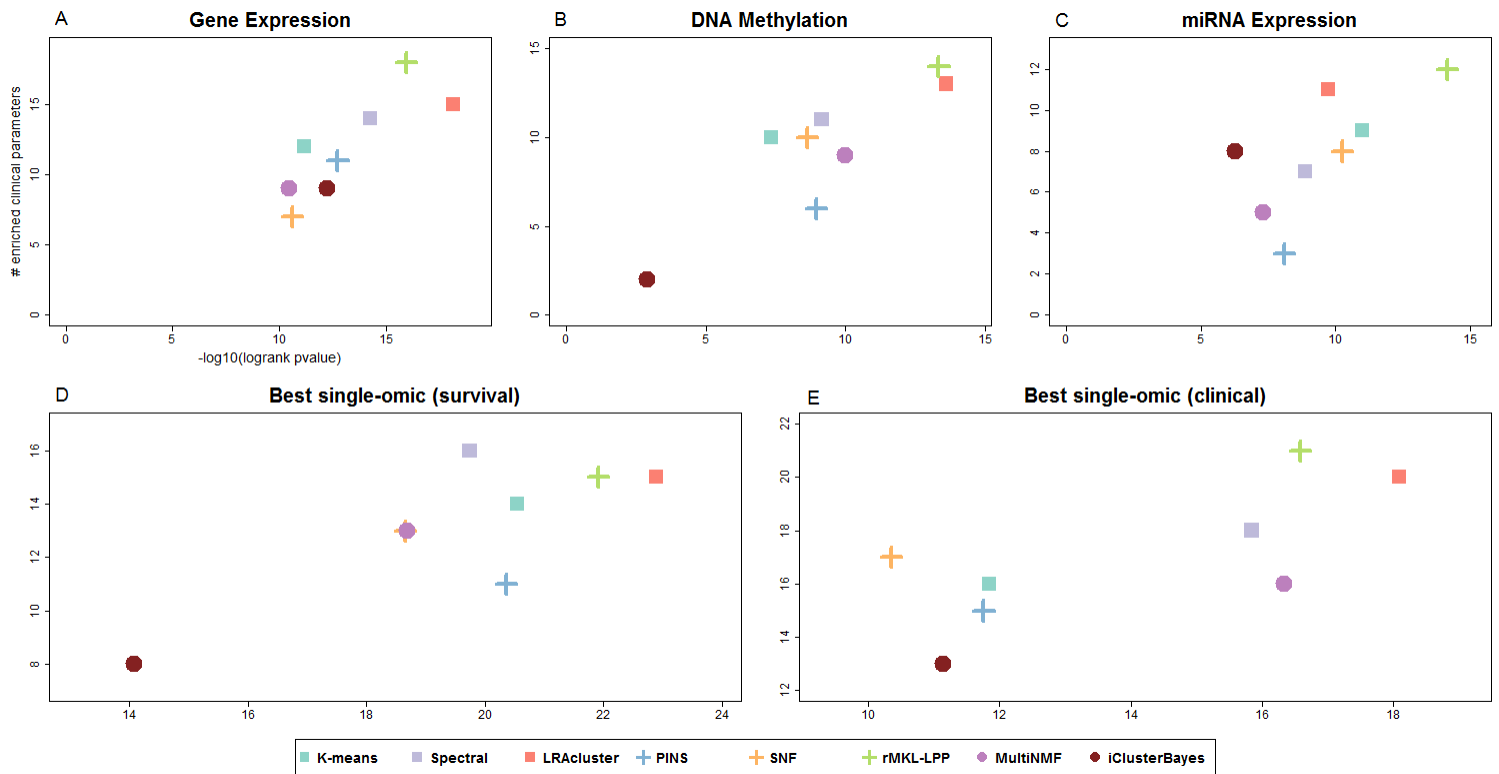 A
Gene Expression
# enriched clinical parameters
0
5
10
15
0
5
10
15
-log10(logrank pvalue)
B
DNA Methylation
0
5
10
15
0
5
10
15
C
miRNA Expression
0
2
4
6
8
10
12
0
5
10
15
D
Best single-omic (survival)
8
10
12
14
16
14
16
18
20
22
24
E
Best single-omic (clinical)
12
14
16
18
20
22
10
12
14
16
18
K-means
Spectral
LRAcluster
PINS
SNF
rMKL-LPP
MultiNMF
iClusterBayes